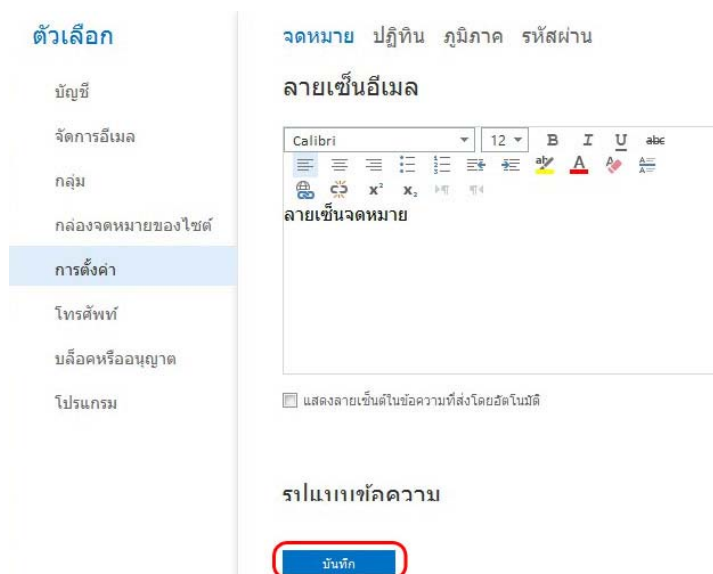 ตัวเลือก
บัญชี
จัดการอีเมล
กลุ่ม
กล่องจดหมายของไซต์
การตั้งค่า
โทรศัพท์
บล็อคหรืออนุญาต
โปรแกรม
จดหมาย ปฏิทิน ภูมิภาค รหัสผ่าน
ลายเซ็นอีเมล
Calibri 12 B I U abc
ab A A A
x² x₂
ลายเซ็นจดหมาย
แสดงลายเซ็นต์ในข้อความที่ส่งโดยอัตโนมัติ
รูปแบบข้อความ
บันทึก